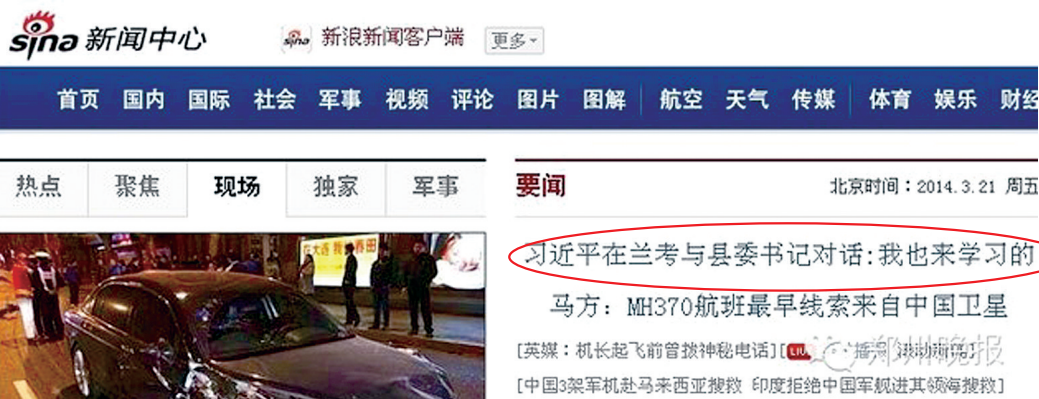 sina 新闻中心
sina 新浪新闻客户端 更多
首页 国内 国际 社会 军事 视频 评论 图片 图解 航空 天气 传媒 体育 娱乐 财经
热点 聚焦 现场 独家 军事
要闻 北京时间：2014.3.21 周五
习近平在兰考与县委书记对话:我也来学习的
马方：MH370航班最早线索来自中国卫星
[英媒：机长起飞前曾拨神秘电话][LIVE
郑州晚报
[中国3架军机赴马来西亚搜救 印度拒绝中国军舰进其领海搜救]